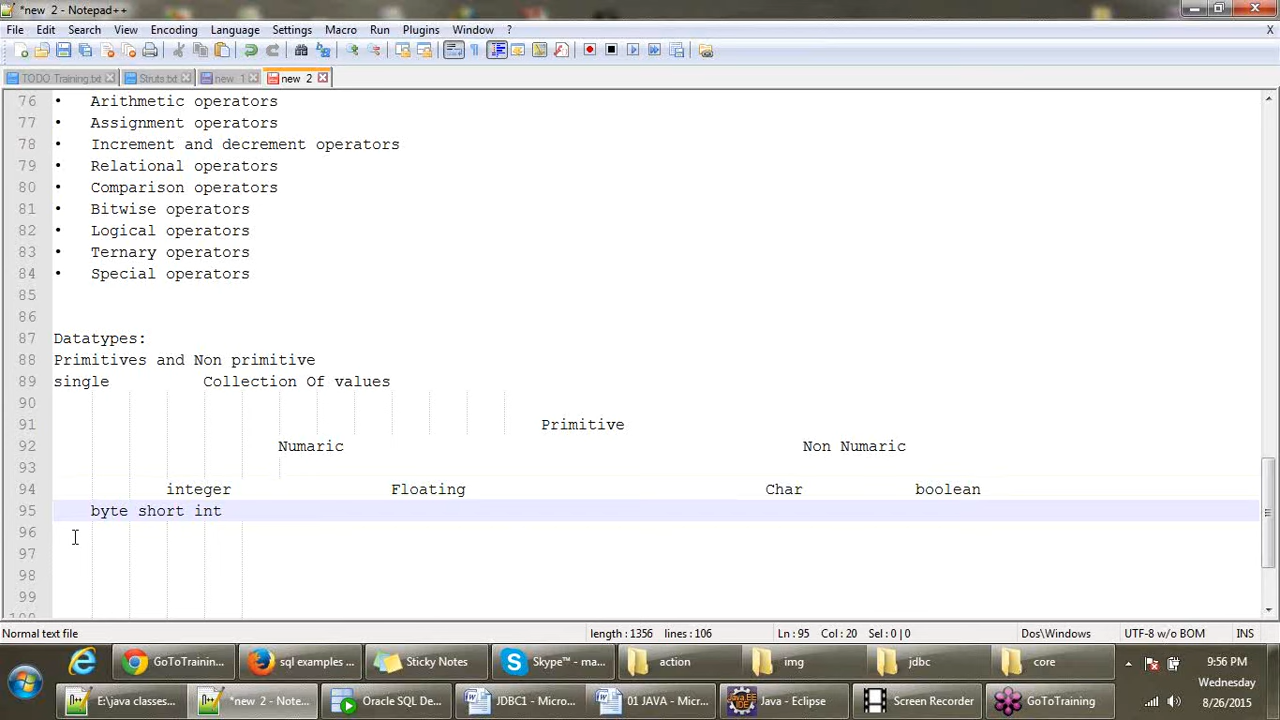 *new 2 - Notepad++
File Edit Search View Encoding Language Settings Macro Run Plugins Window ? X
TODO Training.txt Struts.txt new 1 new 2
76 • Arithmetic operators
77 • Assignment operators
78 • Increment and decrement operators
79 • Relational operators
80 • Comparison operators
81 • Bitwise operators
82 • Logical operators
83 • Ternary operators
84 • Special operators
85
86
87 Datatypes:
88 Primitives and Non primitive
89 single Collection Of values
90
91 Primitive
92 Numaric Non Numaric
93
94 integer Floating Char boolean
95 byte short int
96
97
98
99
100
Normal text file length : 1356 lines : 106 Ln : 95 Col : 20 Sel : 0 | 0 Dos\Windows UTF-8 w/o BOM INS
GoToTrainin... sql examples ... Sticky Notes Skype™ - ma... action img jdbc core 9:56 PM
Wednesday
E:\java classes... *new 2 - Note... Oracle SQL De... JDBC1 - Micro... 01 JAVA - Micr... Java - Eclipse Screen Recorder GoToTraining 8/26/2015